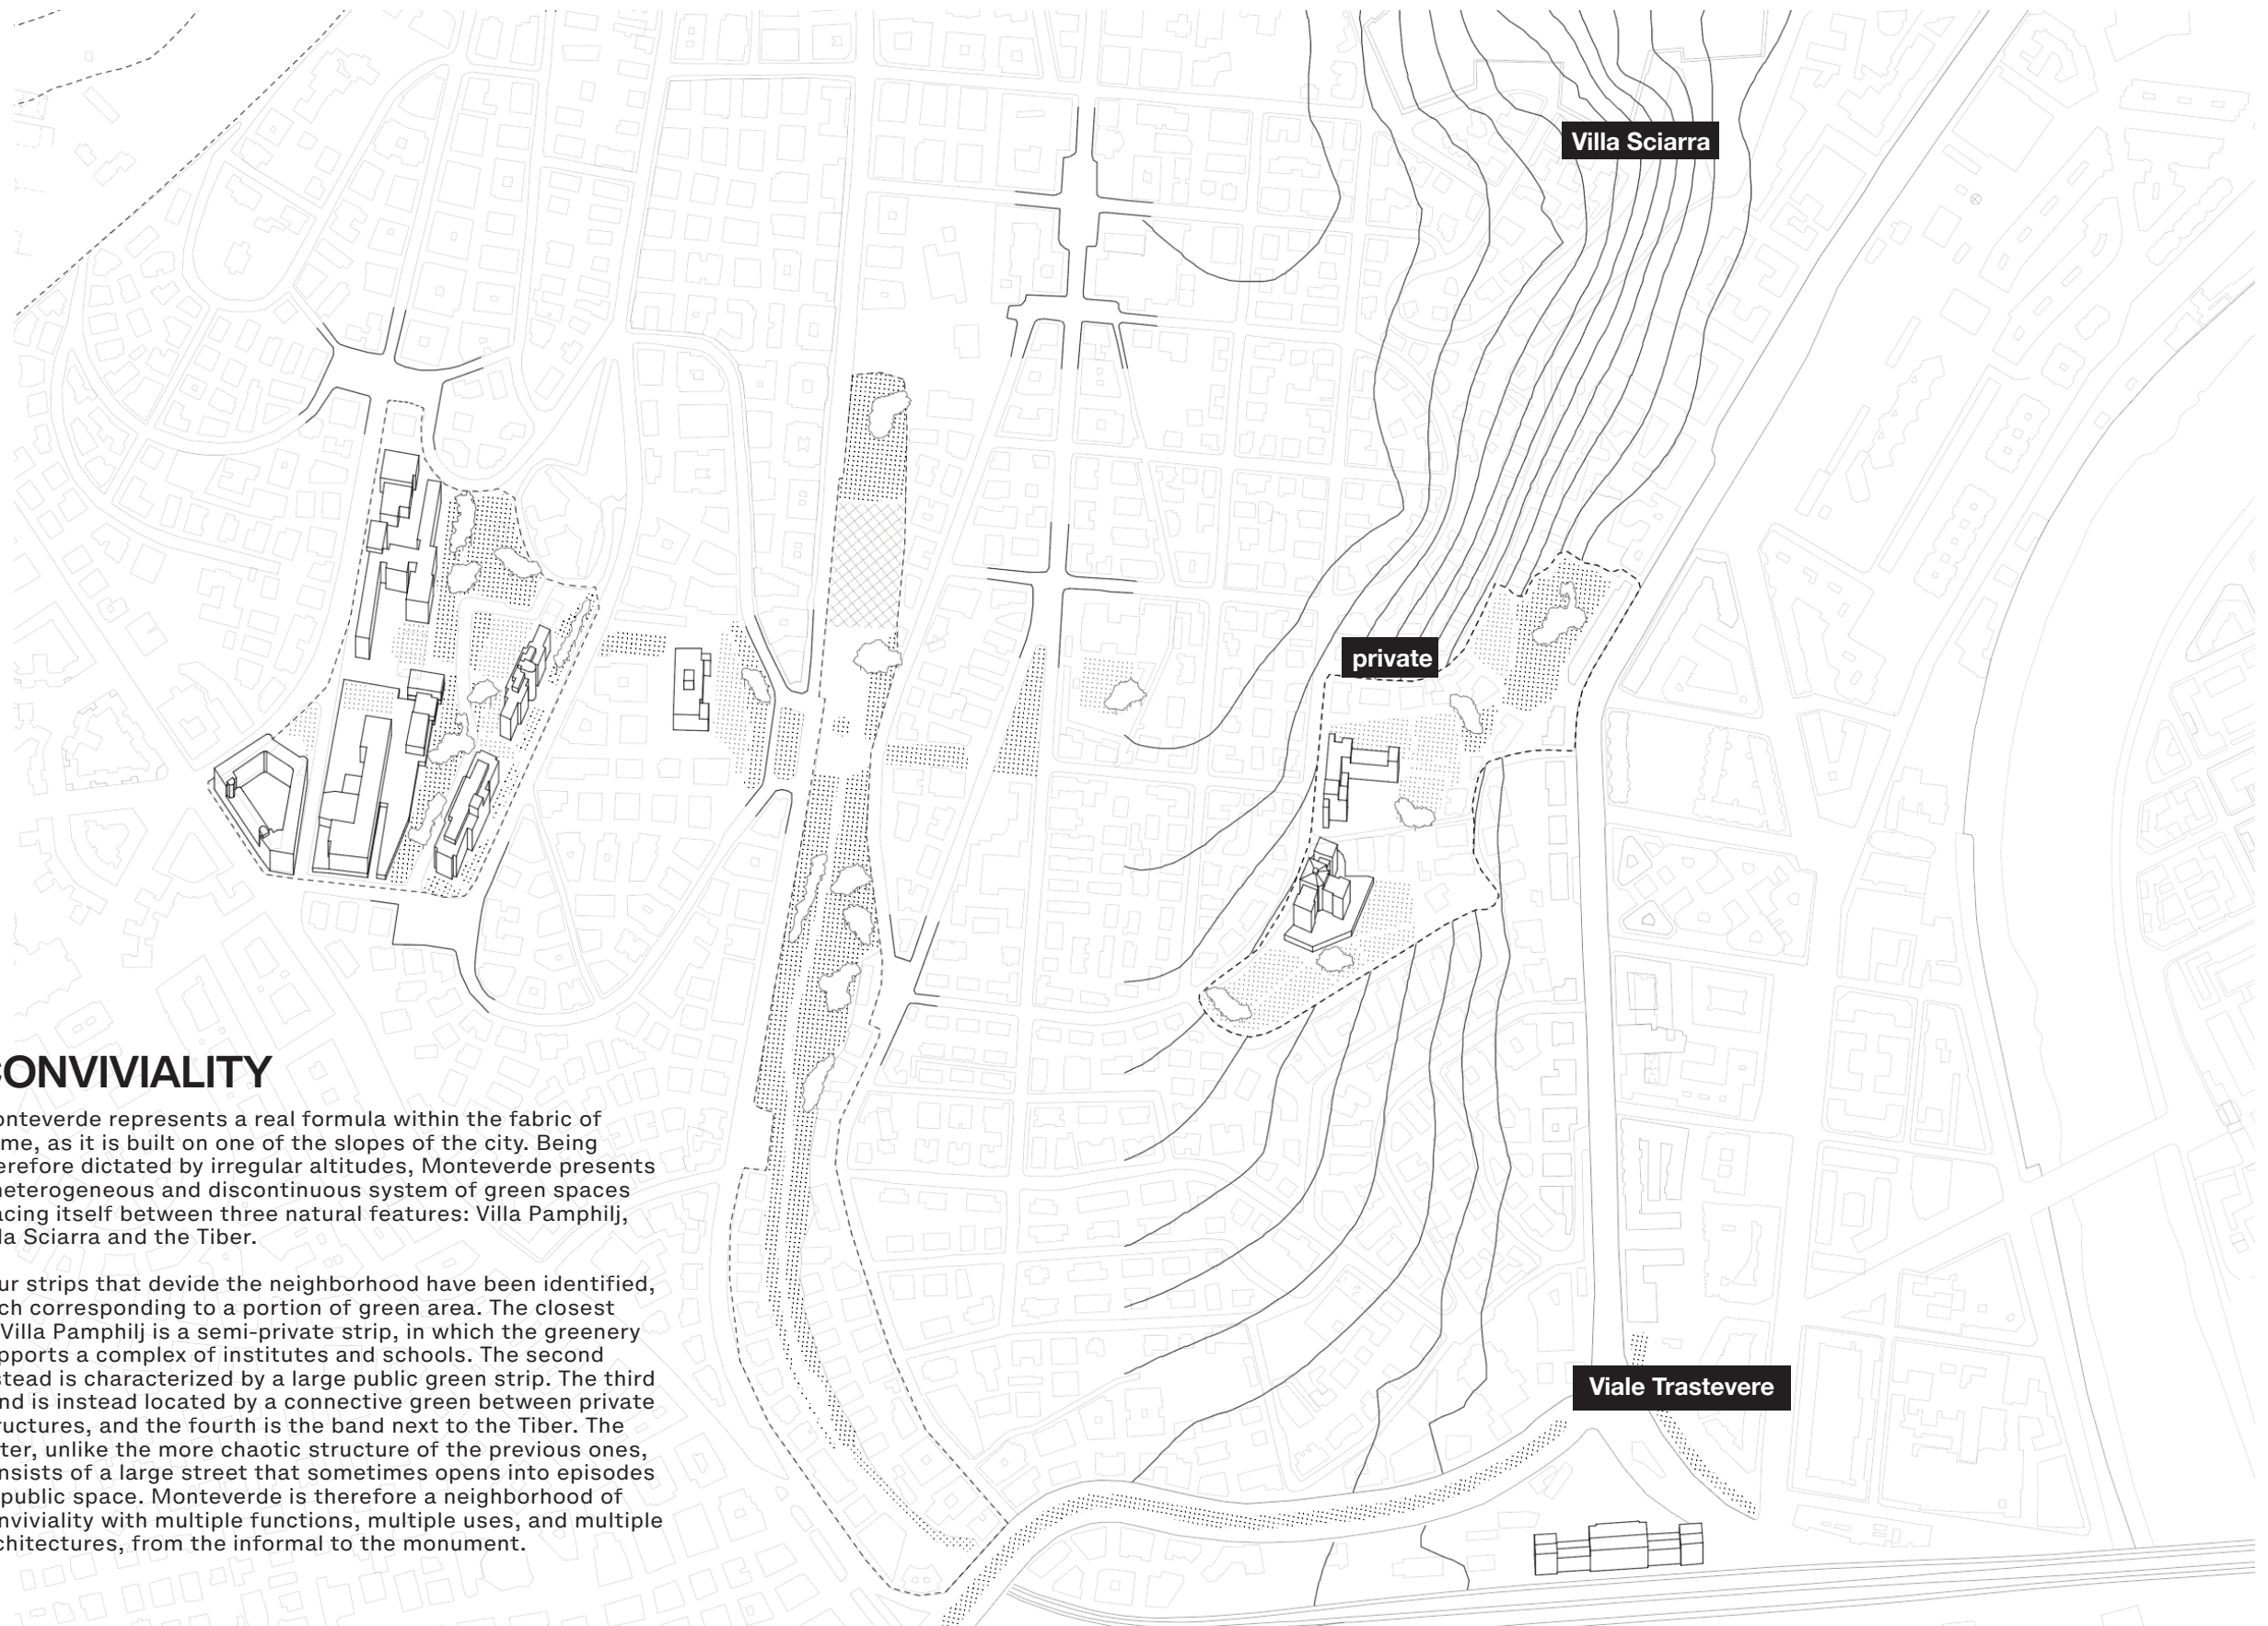 Villa Sciarra
private
Viale Trastevere
CONVIVIALITY
onteverde represents a real formula within the fabric of
me, as it is built on one of the slopes of the city. Being
erefore dictated by irregular altitudes, Monteverde presents
heterogeneous and discontinuous system of green spaces
acing itself between three natural features: Villa Pamphilj,
la Sciarra and the Tiber.
ur strips that devide the neighborhood have been identified,
ch corresponding to a portion of green area. The closest
Villa Pamphilj is a semi-private strip, in which the greenery
pports a complex of institutes and schools. The second
stead is characterized by a large public green strip. The third
nd is instead located by a connective green between private
ructures, and the fourth is the band next to the Tiber. The
tter, unlike the more chaotic structure of the previous ones,
nsists of a large street that sometimes opens into episodes
public space. Monteverde is therefore a neighborhood of
nviviality with multiple functions, multiple uses, and multiple
chitectures, from the informal to the monument.